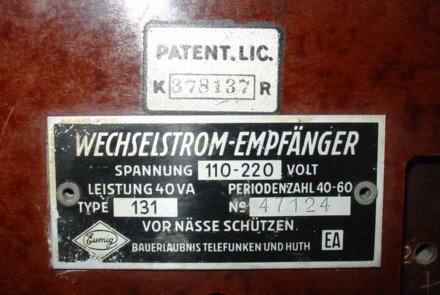 PATENT. LIC.
K 378137 R
WECHSELSTROM-EMPFÄNGER
SPANNUNG 110-220 VOLT
LEISTUNG 40 VA PERIODENZAHL 40-60
TYPE 131 No 47124
VOR NÄSSE SCHÜTZEN.
Eumig BAUERLAUBNIS TELEFUNKEN UND HUTH EA